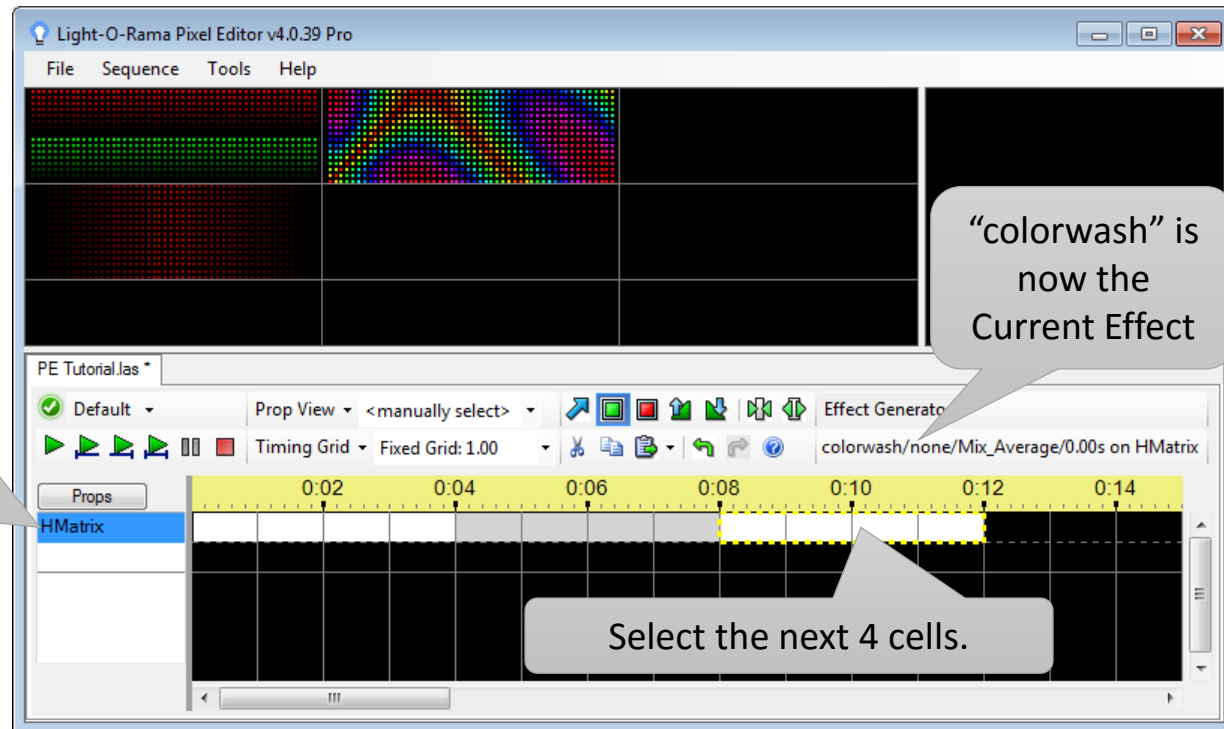 Light-O-Rama Pixel Editor v4.0.39 Pro
File Sequence Tools Help
“colorwash” is
now the
Current Effect
PE Tutorial.las *
Default Prop View <manually select> Effect Generato
Timing Grid Fixed Grid: 1.00 colorwash/none/Mix_Average/0.00s on HMatrix
Props 0:02 0:04 0:06 0:08 0:10 0:12 0:14
HMatrix
Select the next 4 cells.